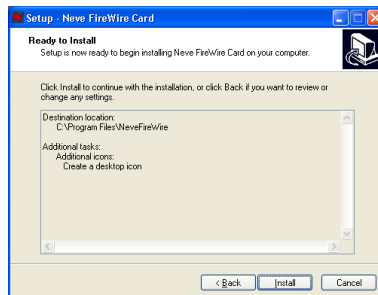 Setup - Neve FireWire Card
Ready to Install
Setup is now ready to begin installing Neve FireWire Card on your computer.
Click Install to continue with the installation, or click Back if you want to review or
change any settings.
Destination location:
C:\Program Files\NeveFireWire
Additional tasks:
Additional icons:
Create a desktop icon
< Back
Install
Cancel